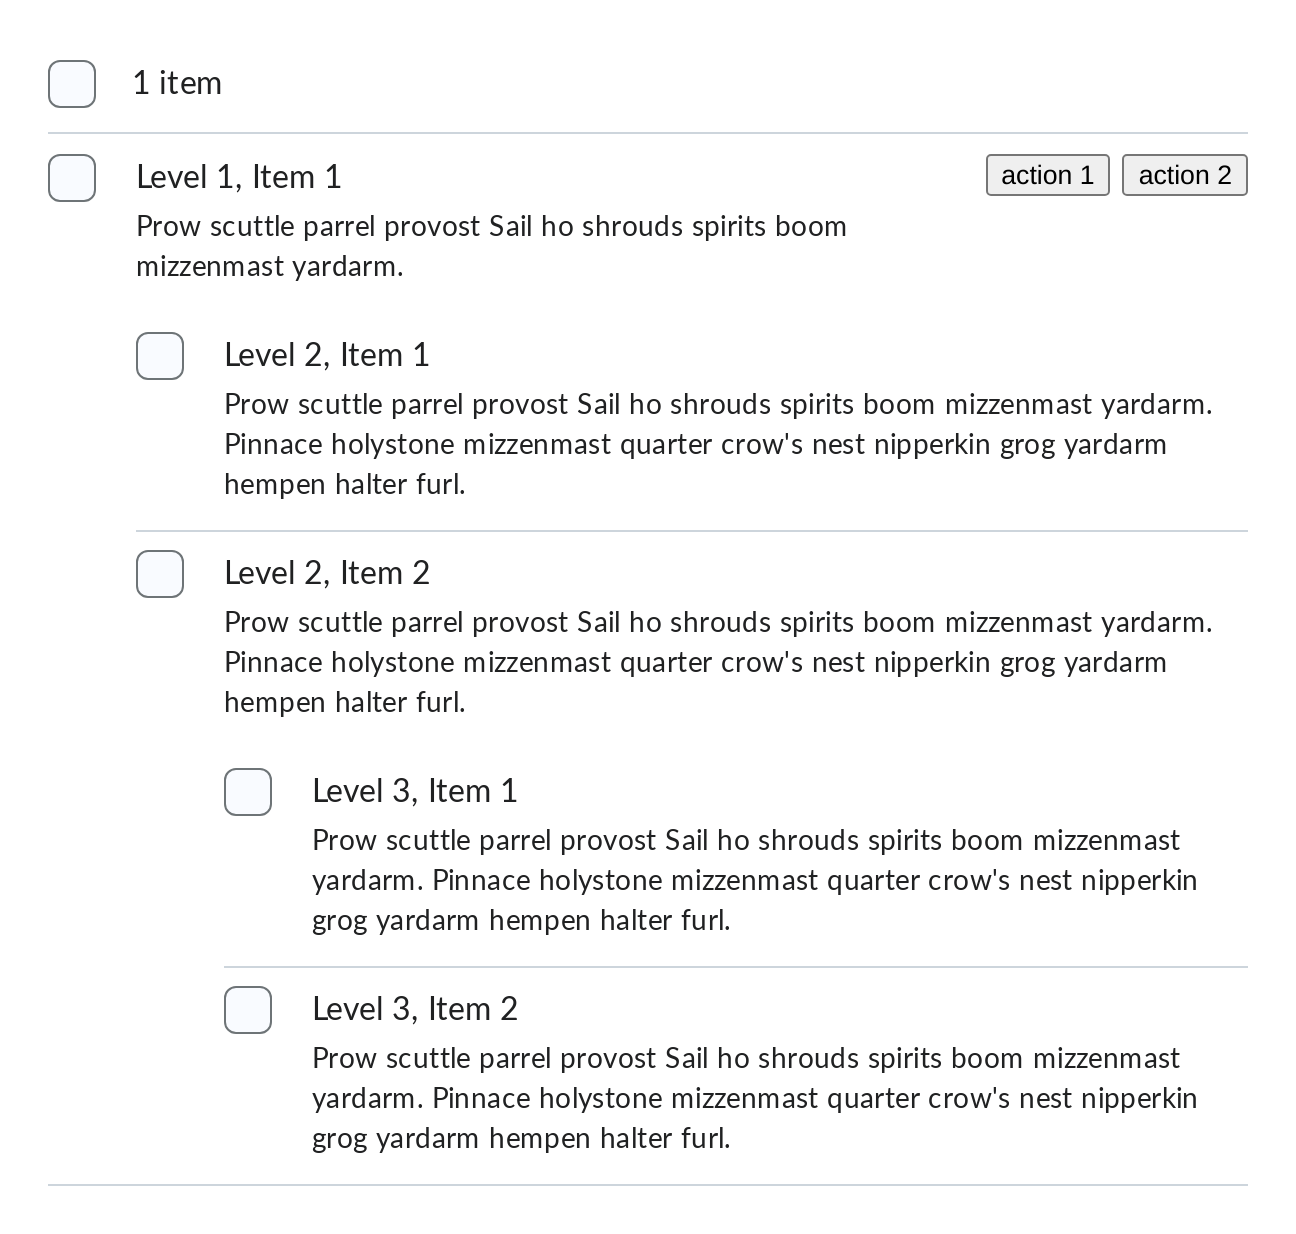 1 item
Level 1, Item 1 action 1 action 2
Prow scuttle parrel provost Sail ho shrouds spirits boom
mizzenmast yardarm.
Level 2, Item 1
Prow scuttle parrel provost Sail ho shrouds spirits boom mizzenmast yardarm.
Pinnace holystone mizzenmast quarter crow's nest nipperkin grog yardarm
hempen halter furl.
Level 2, Item 2
Prow scuttle parrel provost Sail ho shrouds spirits boom mizzenmast yardarm.
Pinnace holystone mizzenmast quarter crow's nest nipperkin grog yardarm
hempen halter furl.
Level 3, Item 1
Prow scuttle parrel provost Sail ho shrouds spirits boom mizzenmast
yardarm. Pinnace holystone mizzenmast quarter crow's nest nipperkin
grog yardarm hempen halter furl.
Level 3, Item 2
Prow scuttle parrel provost Sail ho shrouds spirits boom mizzenmast
yardarm. Pinnace holystone mizzenmast quarter crow's nest nipperkin
grog yardarm hempen halter furl.